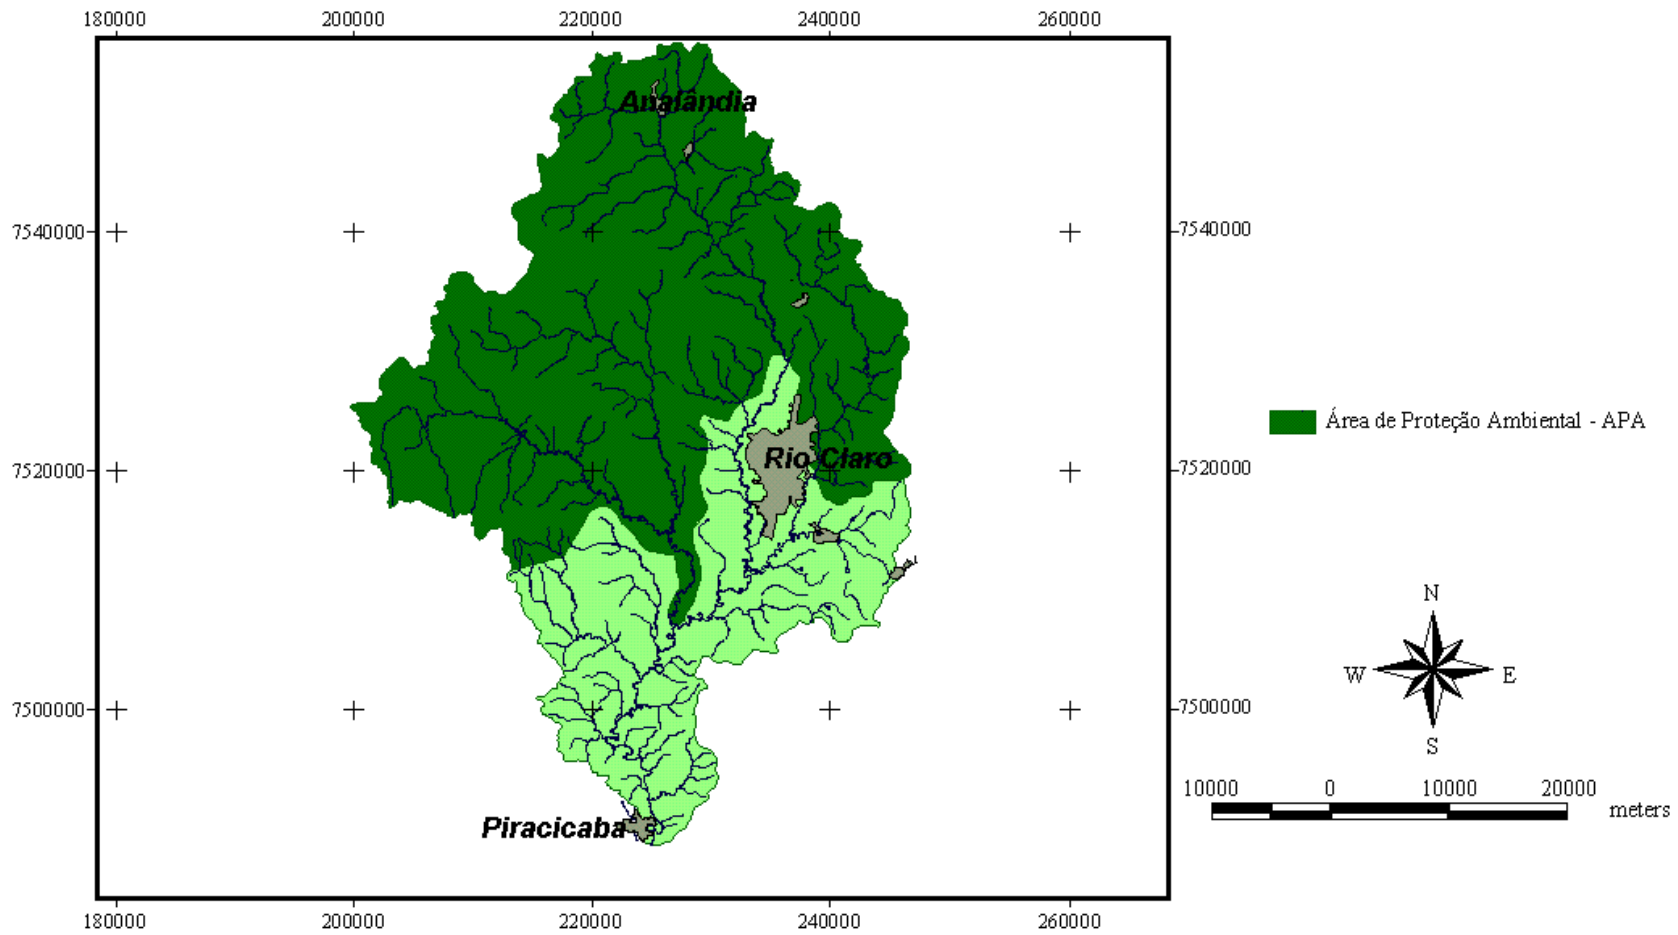 180000 200000 220000 240000 260000
Analândia
7540000 7540000
Área de Proteção Ambiental - APA
Rio Claro
7520000 7520000
N
W E
S
7500000 7500000
10000 0 10000 20000
meters
Piracicaba
180000 200000 220000 240000 260000